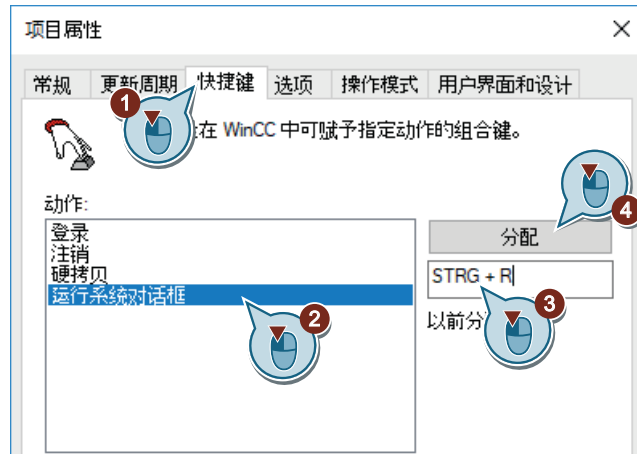 项目属性
常规 更新周期 快捷键 选项 操作模式 用户界面和设计
1
在 WinCC 中可赋予指定动作的组合键。
4
动作:
登录
注销
硬拷贝
运行系统对话框
分配
STRG + R
2
3
以前分